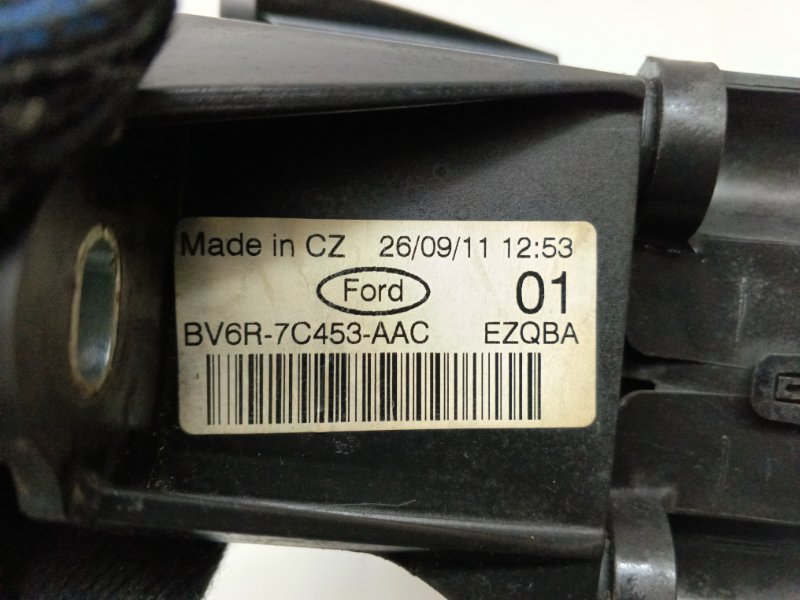 Made in CZ 26/09/11 12:53
Ford 01
BV6R-7C453-AAC EZQBA